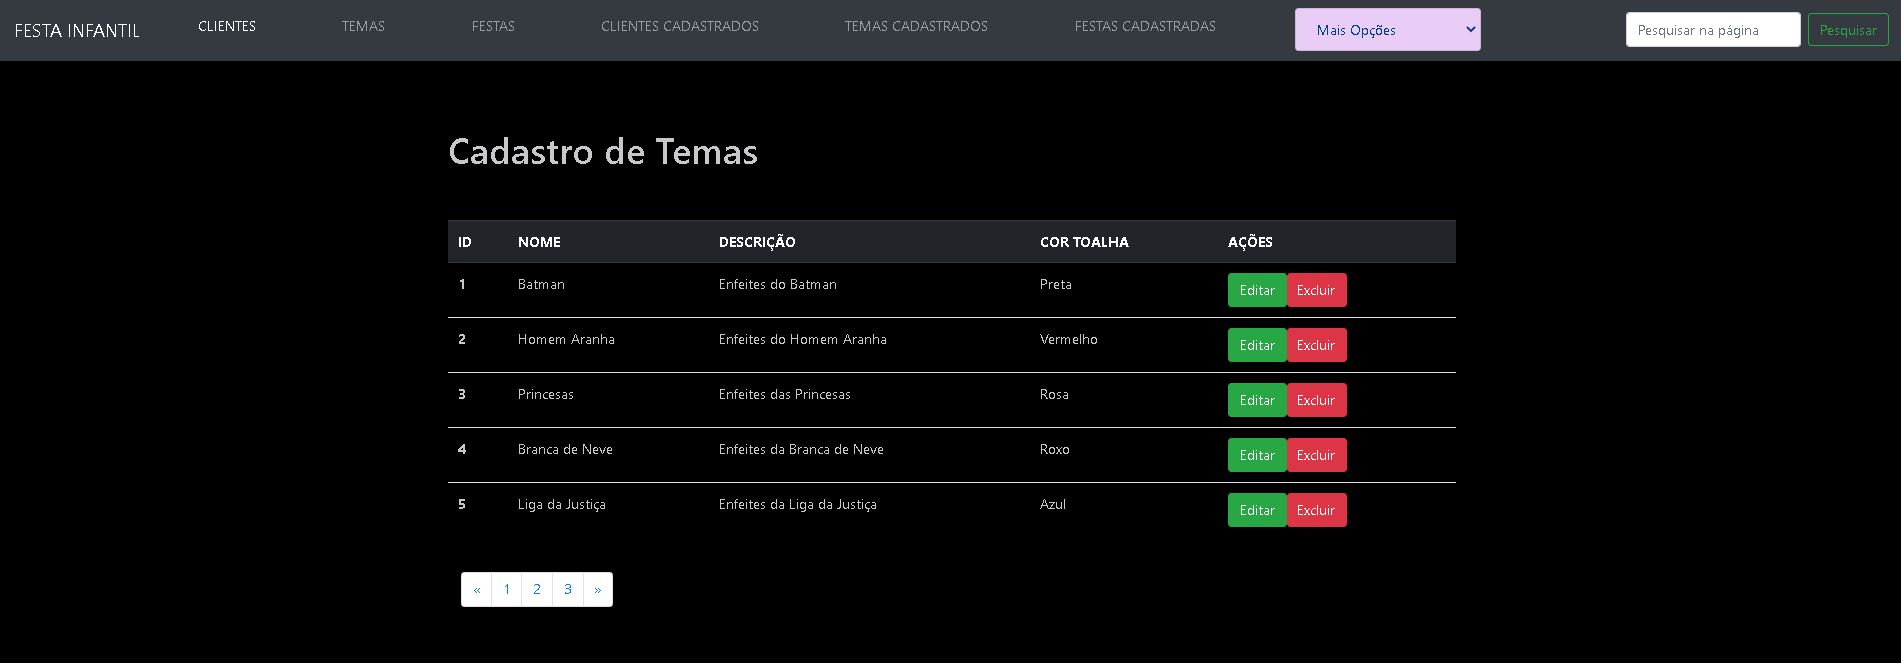 FESTA INFANTIL CLIENTES TEMAS FESTAS CLIENTES CADASTRADOS TEMAS CADASTRADOS FESTAS CADASTRADAS Mais Opções Pesquisar na página Pesquisar
Cadastro de Temas
ID NOME DESCRIÇÃO COR TOALHA AÇÕES
1 Batman Enfeites do Batman Preta Editar Excluir
2 Homem Aranha Enfeites do Homem Aranha Vermelho Editar Excluir
3 Princesas Enfeites das Princesas Rosa Editar Excluir
4 Branca de Neve Enfeites da Branca de Neve Roxo Editar Excluir
5 Liga da Justiça Enfeites da Liga da Justiça Azul Editar Excluir
« 1 2 3 »